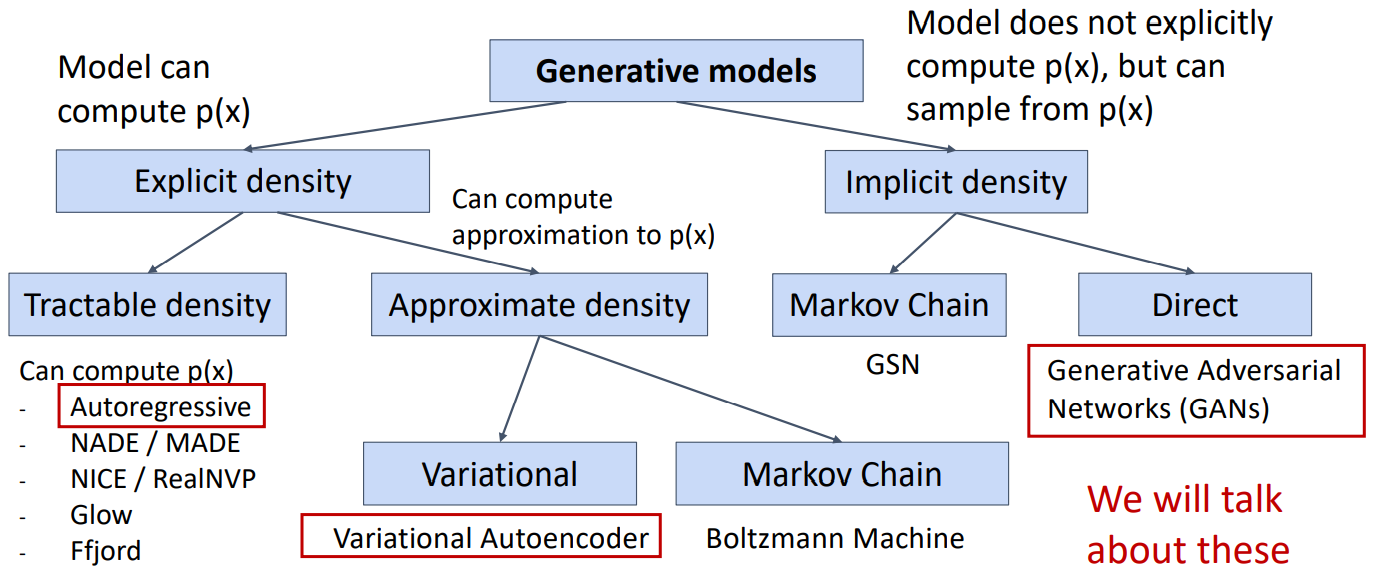 Model can
compute p(x)
Generative models
Model does not explicitly
compute p(x), but can
sample from p(x)
Explicit density
Can compute
approximation to p(x)
Implicit density
Tractable density
Approximate density
Markov Chain
Direct
Can compute p(x)
- Autoregressive
- NADE / MADE
- NICE / RealNVP
- Glow
- Ffjord
Variational
Variational Autoencoder
Markov Chain
Boltzmann Machine
GSN
Generative Adversarial
Networks (GANs)
We will talk
about these